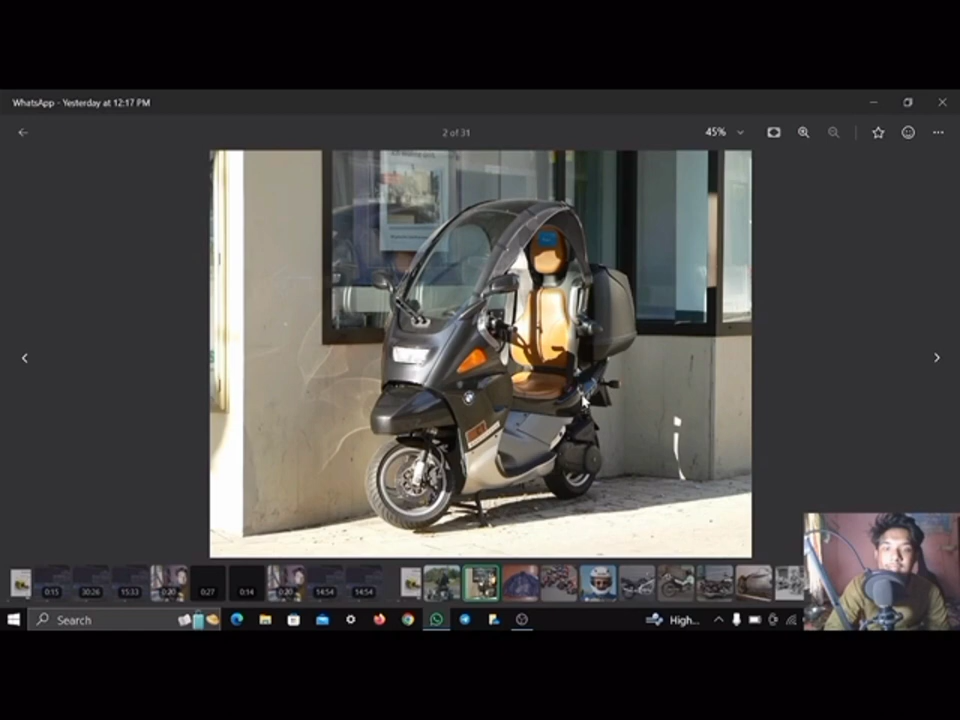 WhatsApp - Yesterday at 12:17 PM
2 of 31
45%
0:15
30:26
15:33
0:20
0:27
0:14
0:20
14:54
14:54
Search
High...